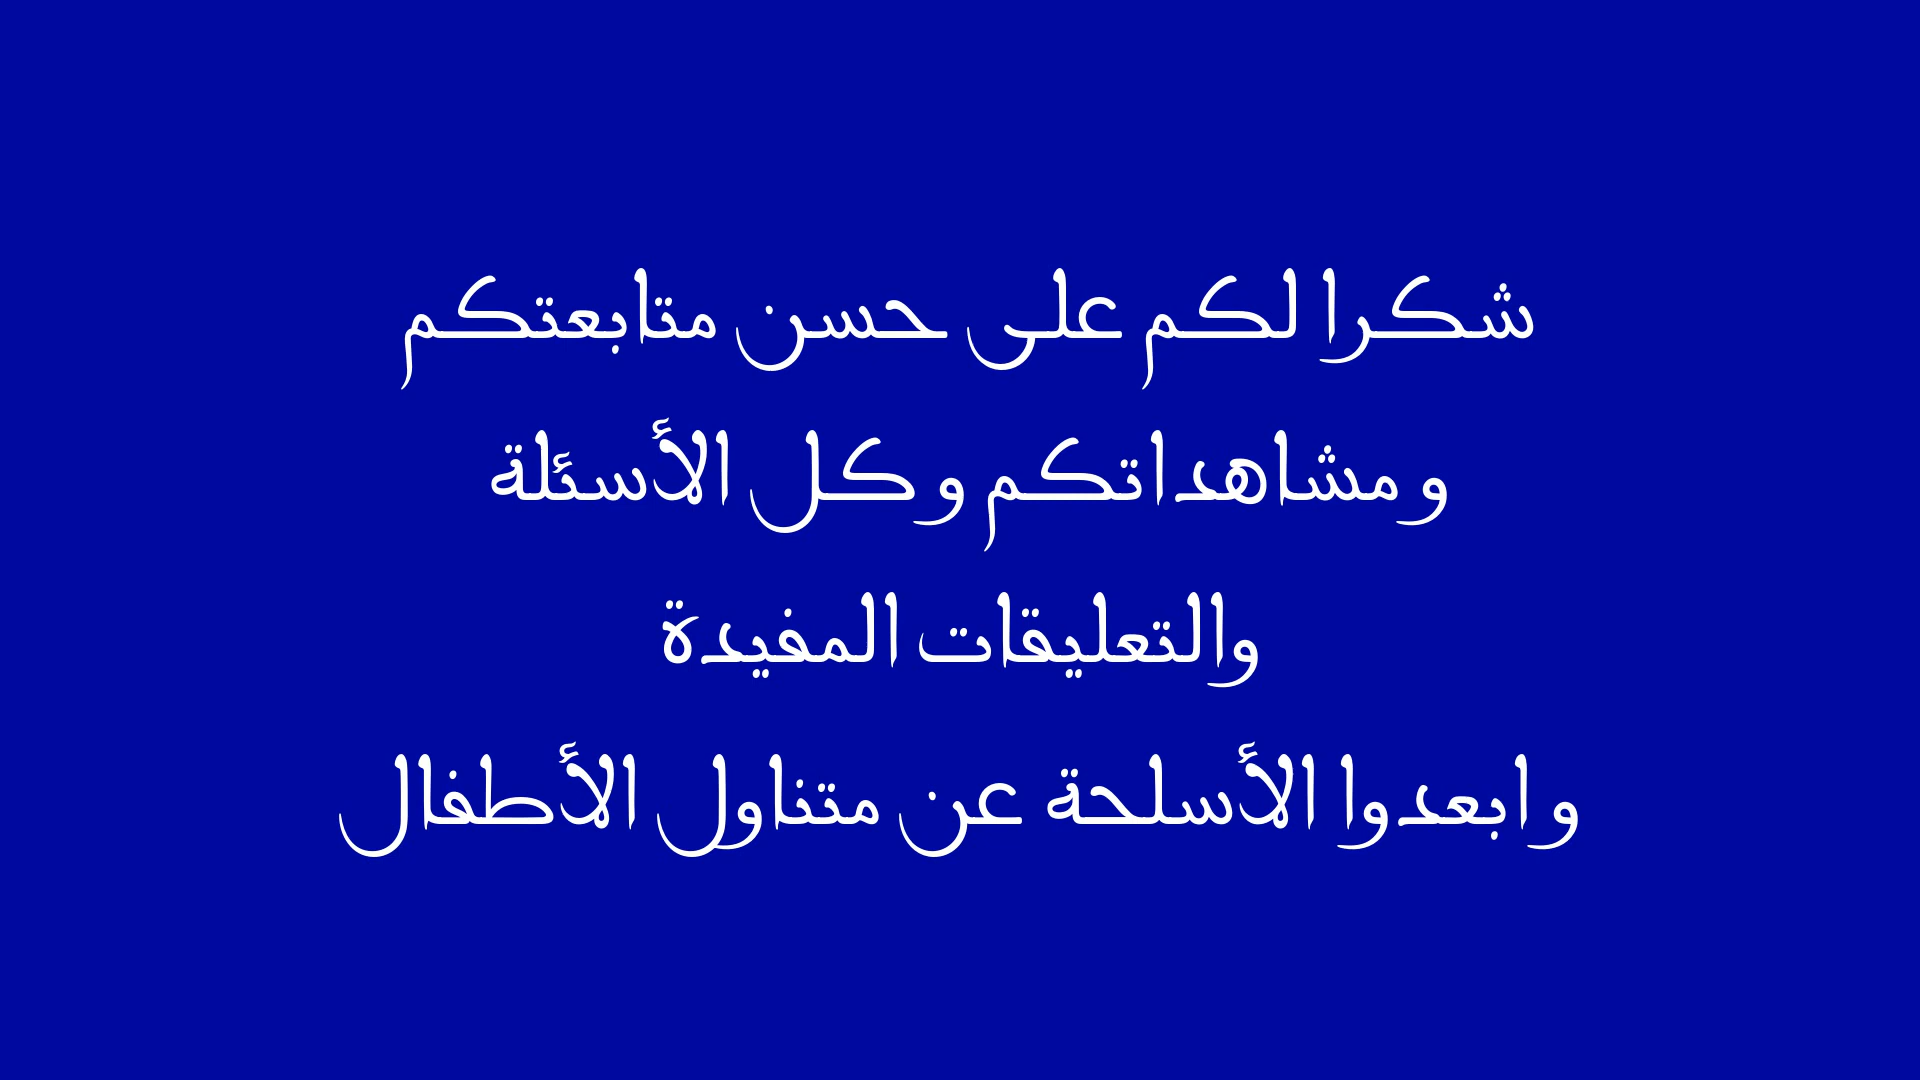 شكرا لكم على حسن متابعتكم
و مشاهداتكم و كل الأسئلة
والتعليقات المفيدة
و ابعدوا الأسلحة عن متناول الأطفال